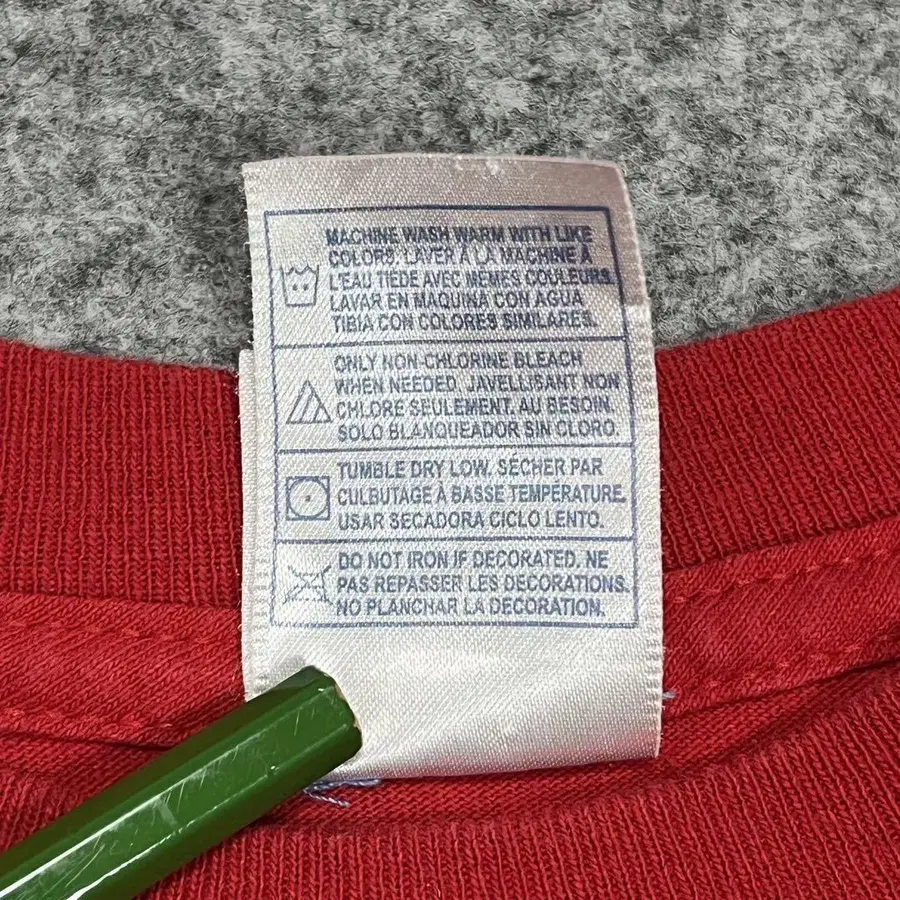 MACHINE WASH WARM WITH LIKE
COLORS. LAVER À LA MACHINE À
L'EAU TIÈDE AVEC MEMES COULEURS.
LAVAR EN MAQUINA CON AGUA
TIBIA CON COLORES SIMILARES.
ONLY NON-CHLORINE BLEACH
WHEN NEEDED. JAVELLISANT NON
CHLORE SEULEMENT. AU BESOIN.
SOLO BLANQUEADOR SIN CLORO.
TUMBLE DRY LOW. SÉCHER PAR
CULBUTAGE À BASSE TEMPÉRATURE.
USAR SECADORA CICLO LENTO.
DO NOT IRON IF DECORATED. NE
PAS REPASSER LES DECORATIONS.
NO PLANCHAR LA DECORATION.